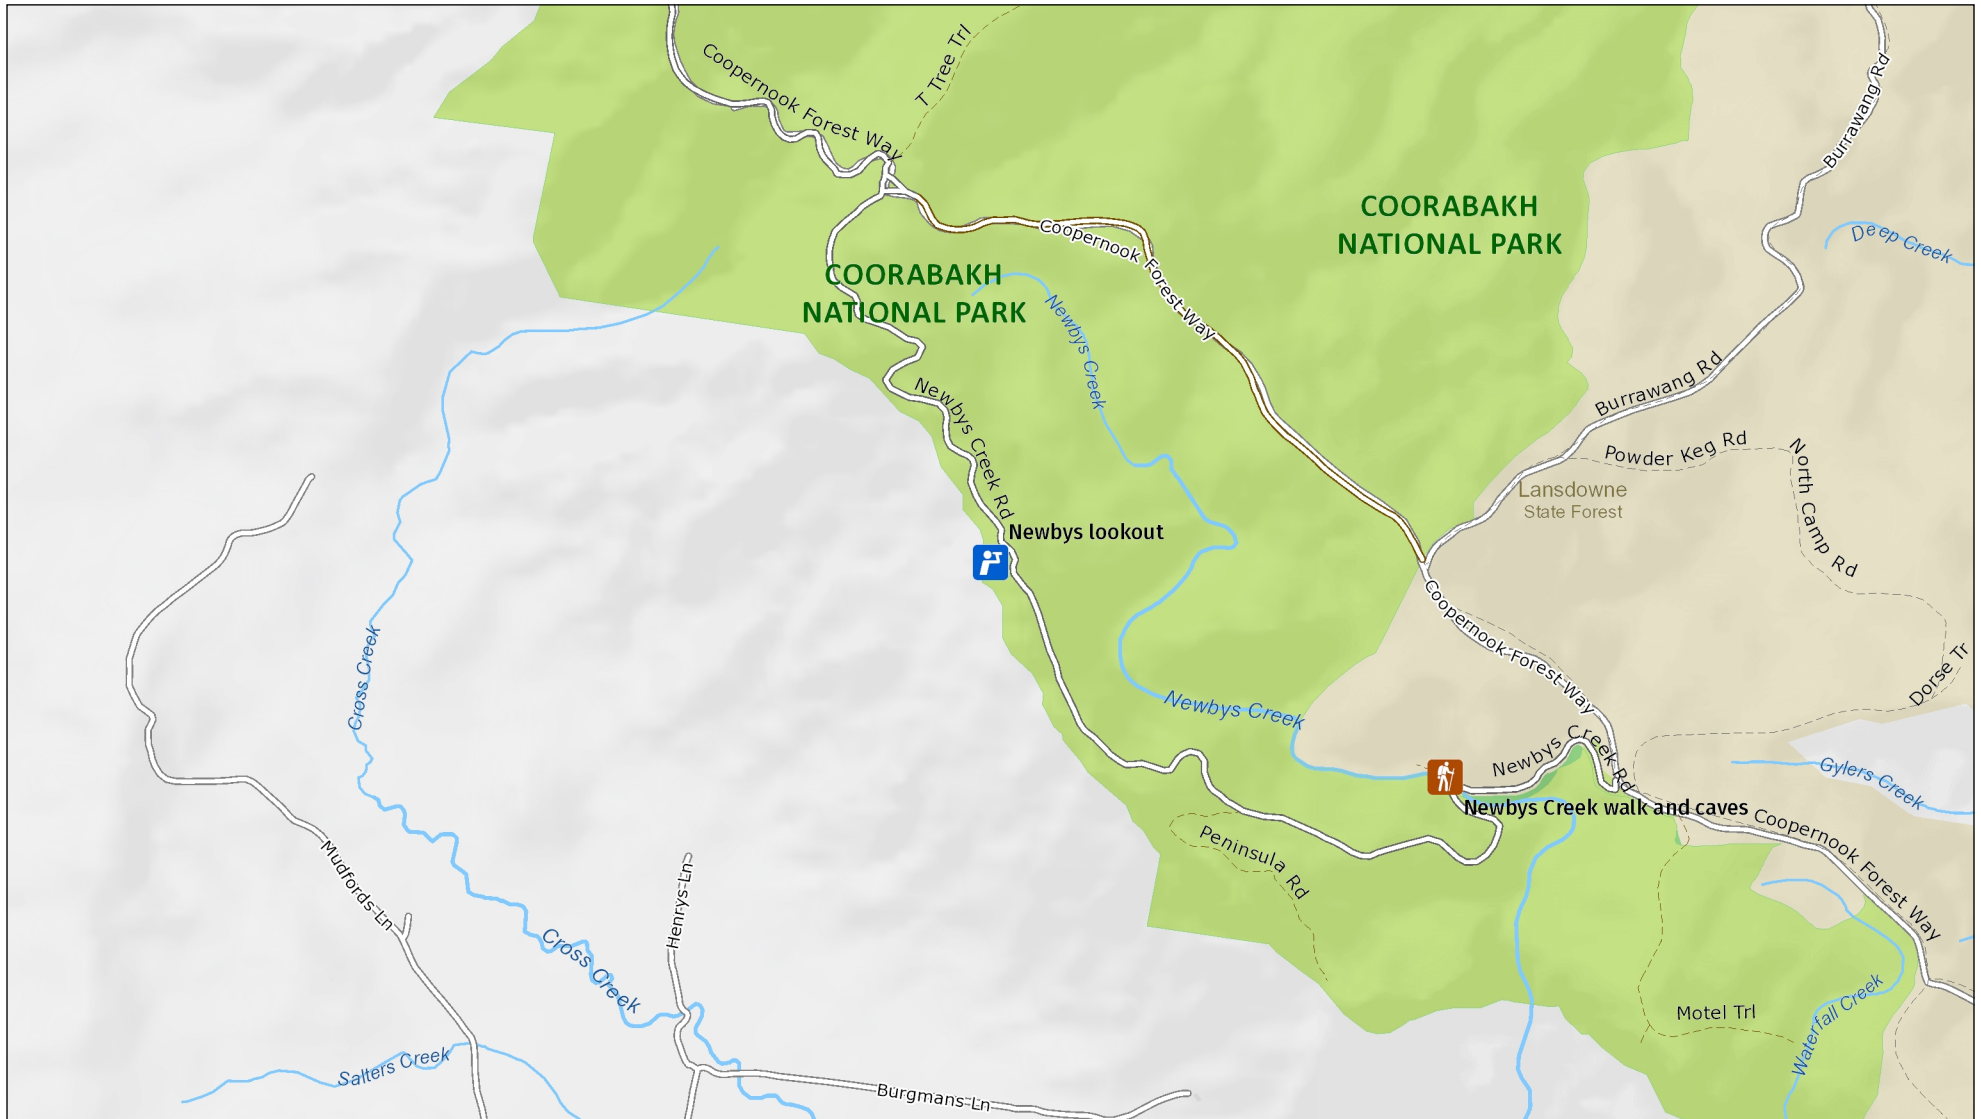 Coopernook Forest Way
T Tree Trl
Burrawang Rd
COORABAKH
NATIONAL PARK
Deep Creek
Coopernook Forest Way
COORABAKH
NATIONAL PARK
Newbys Creek
Burrawang Rd
Newbys Creek Rd
Powder Keg Rd
North Camp Rd
Lansdowne
State Forest
Newbys lookout
Coopernook Forest Way
Cross Creek
Dorse Tr
Newbys Creek
Newbys Creek Rd
Gylers Creek
Newbys Creek walk and caves
Coopernook Forest Way
Peninsula Rd
Mudfords Ln
Henrys Ln
Cross Creek
Motel Trl
Waterfall Creek
Salters Creek
Burgmans Ln